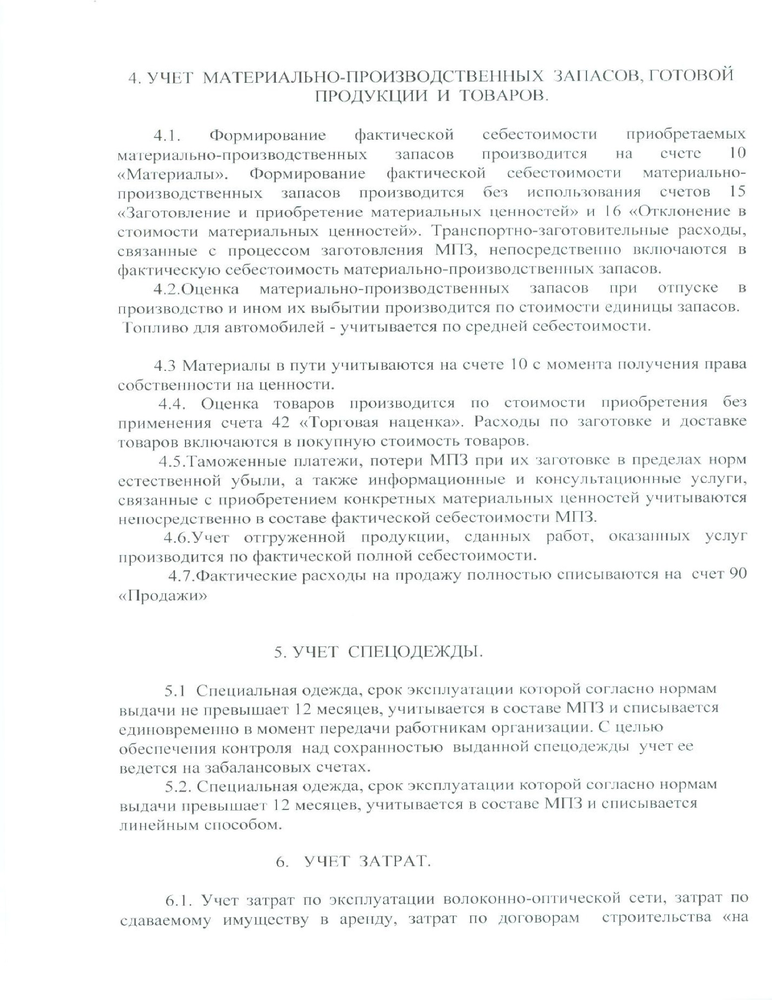 4. УЧЕТ МАТЕРИАЛЬНО-ПРОИЗВОДСТВЕННЫХ ЗАПАСОВ, ГОТОВОЙ
ПРОДУКЦИИ И ТОВАРОВ.
4.1. Формирование фактической себестоимости приобретаемых
материально-производственных запасов производится на счете 10
«Материалы». Формирование фактической себестоимости материально-
производственных запасов производится без использования счетов 15
«Заготовление и приобретение материальных ценностей» и 16 «Отклонение в
стоимости материальных ценностей». Транспортно-заготовительные расходы,
связанные с процессом заготовления МПЗ, непосредственно включаются в
фактическую себестоимость материально-производственных запасов.
4.2.Оценка материально-производственных запасов при отпуске в
производство и ином их выбытии производится по стоимости единицы запасов.
Топливо для автомобилей - учитывается по средней себестоимости.
4.3 Материалы в пути учитываются на счете 10 с момента получения права
собственности на ценности.
4.4. Оценка товаров производится по стоимости приобретения без
применения счета 42 «Торговая наценка». Расходы по заготовке и доставке
товаров включаются в покупную стоимость товаров.
4.5.Таможенные платежи, потери МПЗ при их заготовке в пределах норм
естественной убыли, а также информационные и консультационные услуги,
связанные с приобретением конкретных материальных ценностей учитываются
непосредственно в составе фактической себестоимости МПЗ.
4.6.Учет отгруженной продукции, сданных работ, оказанных услуг
производится по фактической полной себестоимости.
4.7.Фактические расходы на продажу полностью списываются на счет 90
«Продажи»
5. УЧЕТ СПЕЦОДЕЖДЫ.
5.1 Специальная одежда, срок эксплуатации которой согласно нормам
выдачи не превышает 12 месяцев, учитывается в составе МПЗ и списывается
единовременно в момент передачи работникам организации. С целью
обеспечения контроля над сохранностью выданной спецодежды учет ее
ведется на забалансовых счетах.
5.2. Специальная одежда, срок эксплуатации которой согласно нормам
выдачи превышает 12 месяцев, учитывается в составе МПЗ и списывается
линейным способом.
6. УЧЕТ ЗАТРАТ.
6.1. Учет затрат по эксплуатации волоконно-оптической сети, затрат по
сдаваемому имуществу в аренду, затрат по договорам строительства «на